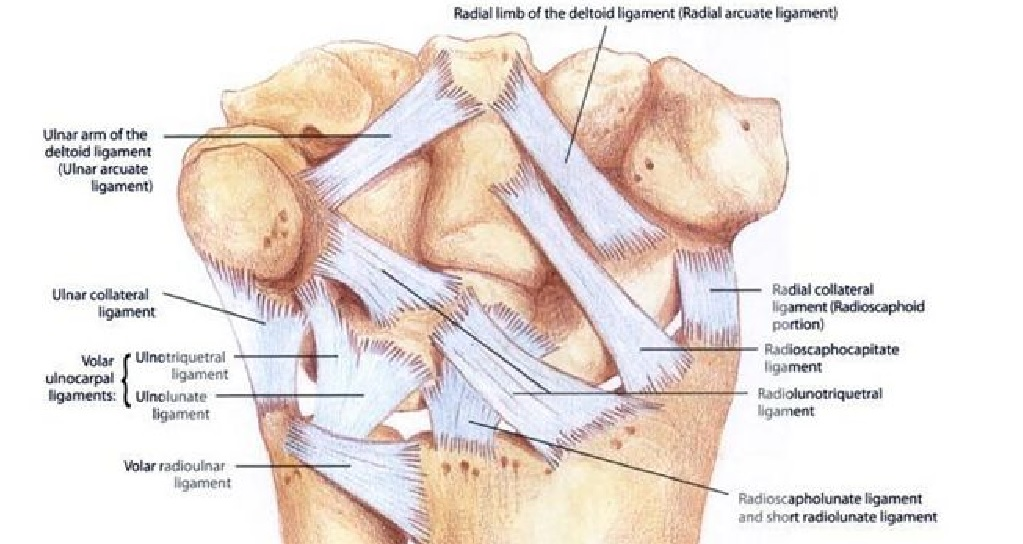 Radial limb of the deltoid ligament (Radial arcuate ligament)
Ulnar arm of the
deltoid ligament
(Ulnar arcuate
ligament)
Ulnar collateral
ligament
Volar
ulnocarpal
ligaments:
Ulnotriquetral
ligament
Ulnolunate
ligament
Volar radioulnar
ligament
Radial collateral
ligament (Radioscaphoid
portion)
Radioscaphocapitate
ligament
Radiolunotriquetral
ligament
Radioscapholunate ligament
and short radiolunate ligament